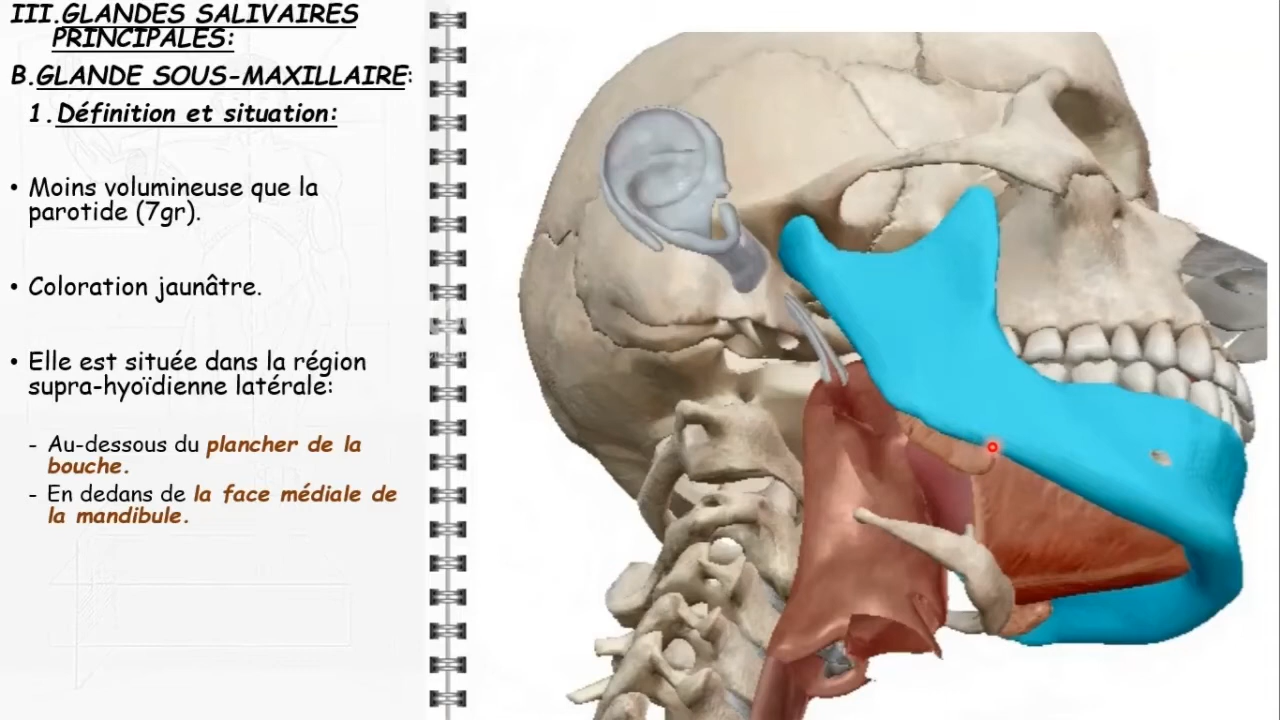 III.GLANDES SALIVAIRES
PRINCIPALES:
B.GLANDE SOUS-MAXILLAIRE:
1.Définition et situation:
• Moins volumineuse que la
parotide (7gr).
• Coloration jaunâtre.
• Elle est située dans la région
supra-hyoïdienne latérale:
- Au-dessous du plancher de la
bouche.
- En dedans de la face médiale de
la mandibule.